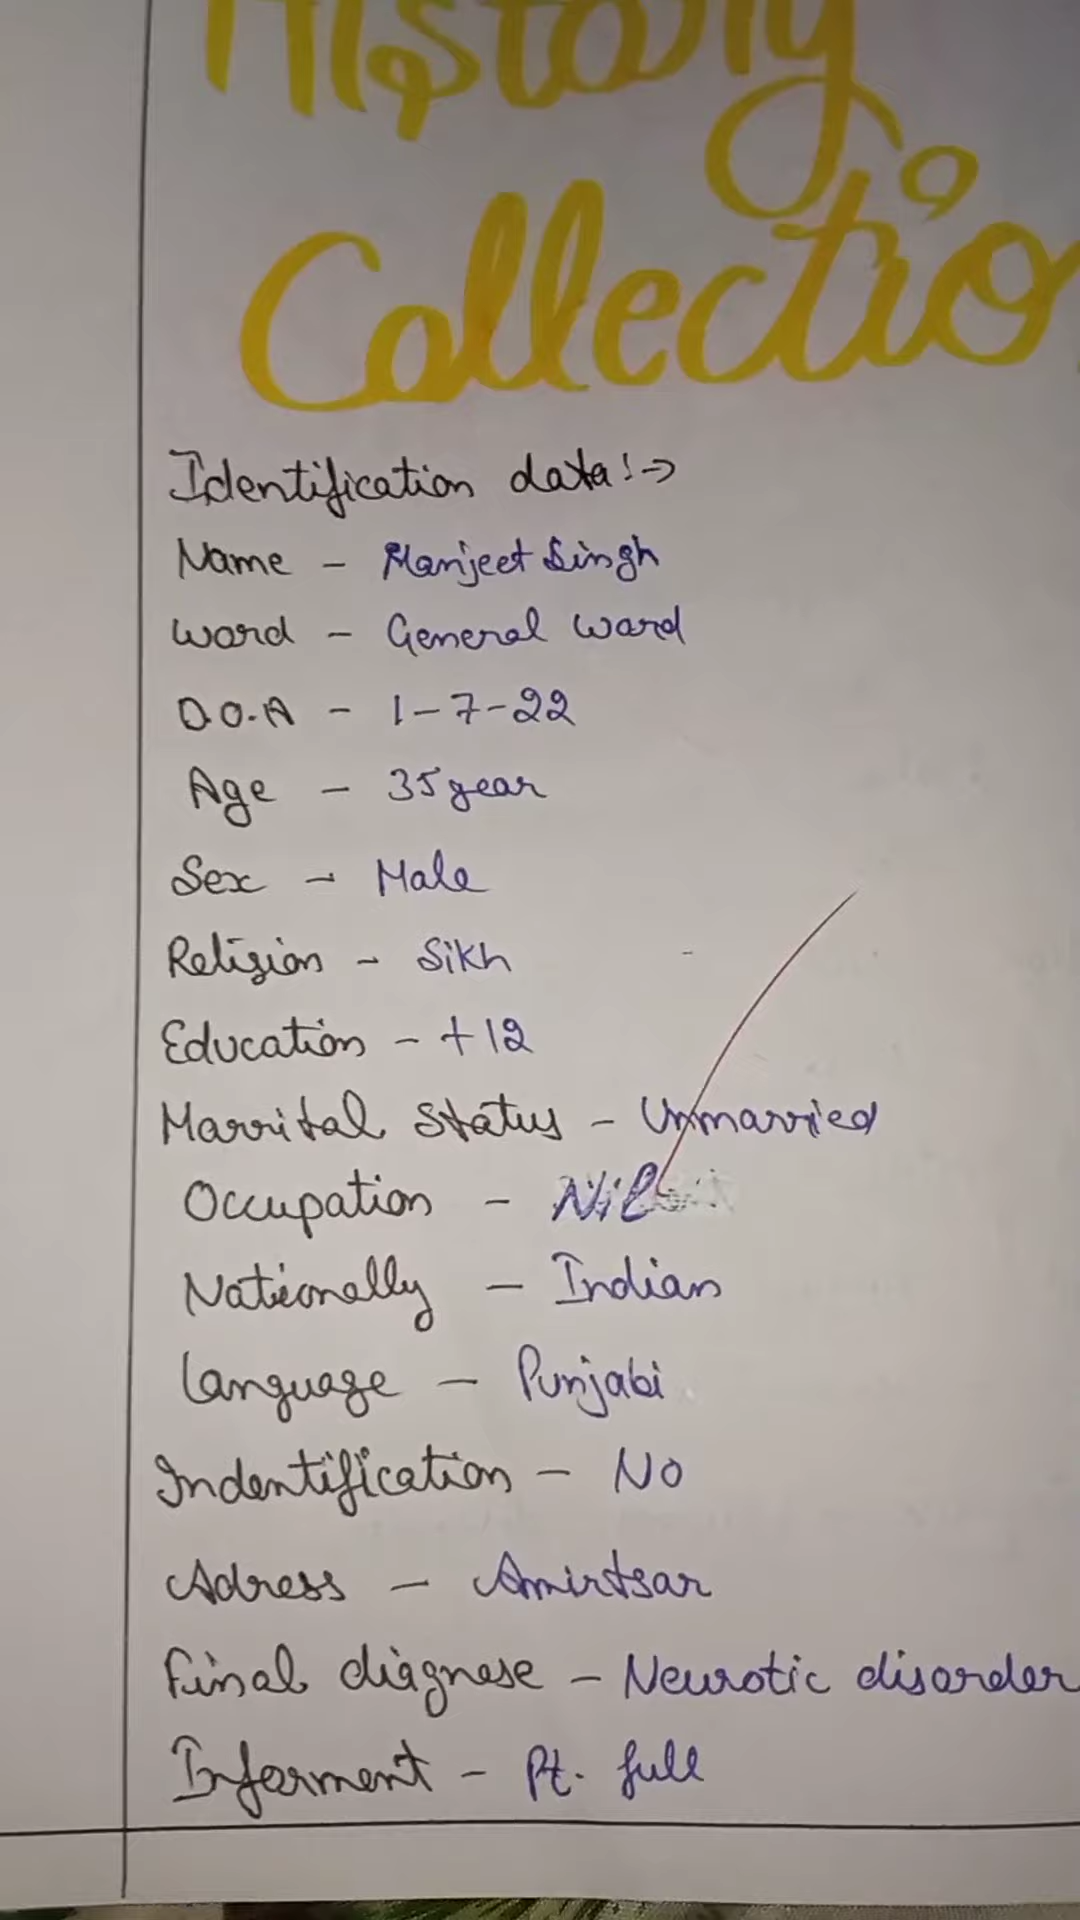 History
Collectio
Identification data:->
Name - Manjeet Singh
Word - General ward
D.O.A - 1-7-22
Age - 35 year
Sex - Male
Religion - Sikh
Education - +12
Marrital Status - Unmarried
Occupation - Nil
Nationally - Indian
Language - Punjabi
Indentification - No
Adress - Amirtsar
Final diagnese - Neurotic disorder
Informent - Pt. full